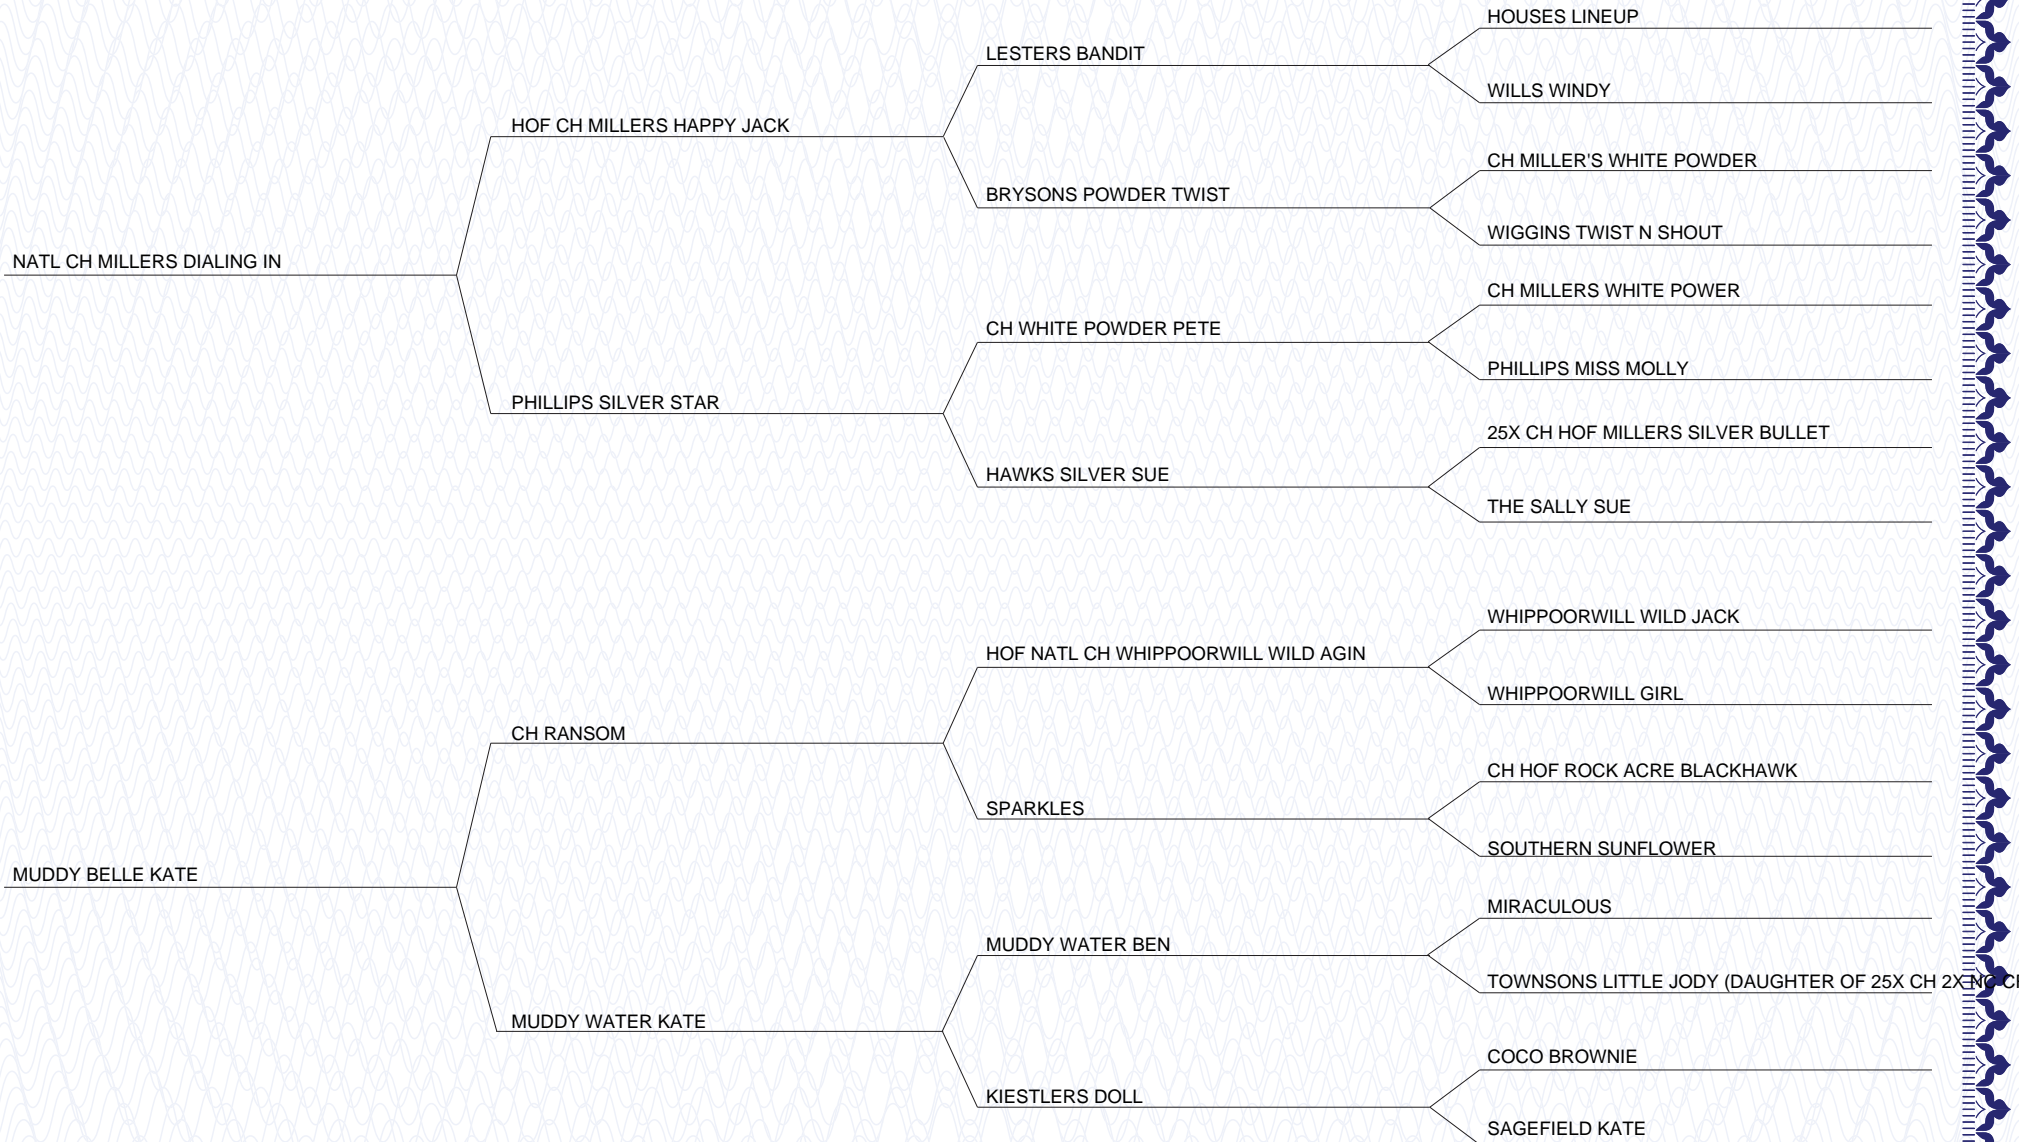 HOUSES LINEUP
LESTERS BANDIT
WILLS WINDY
HOF CH MILLERS HAPPY JACK
CH MILLER'S WHITE POWDER
BRYSONS POWDER TWIST
WIGGINS TWIST N SHOUT
NATL CH MILLERS DIALING IN
CH MILLERS WHITE POWER
CH WHITE POWDER PETE
PHILLIPS MISS MOLLY
PHILLIPS SILVER STAR
25X CH HOF MILLERS SILVER BULLET
HAWKS SILVER SUE
THE SALLY SUE
WHIPPOORWILL WILD JACK
HOF NATL CH WHIPPOORWILL WILD AGIN
WHIPPOORWILL GIRL
CH RANSOM
CH HOF ROCK ACRE BLACKHAWK
SPARKLES
SOUTHERN SUNFLOWER
MUDDY BELLE KATE
MIRACULOUS
MUDDY WATER BEN
TOWNSONS LITTLE JODY (DAUGHTER OF 25X CH 2X NC
MUDDY WATER KATE
COCO BROWNIE
KIESTLERS DOLL
SAGEFIELD KATE